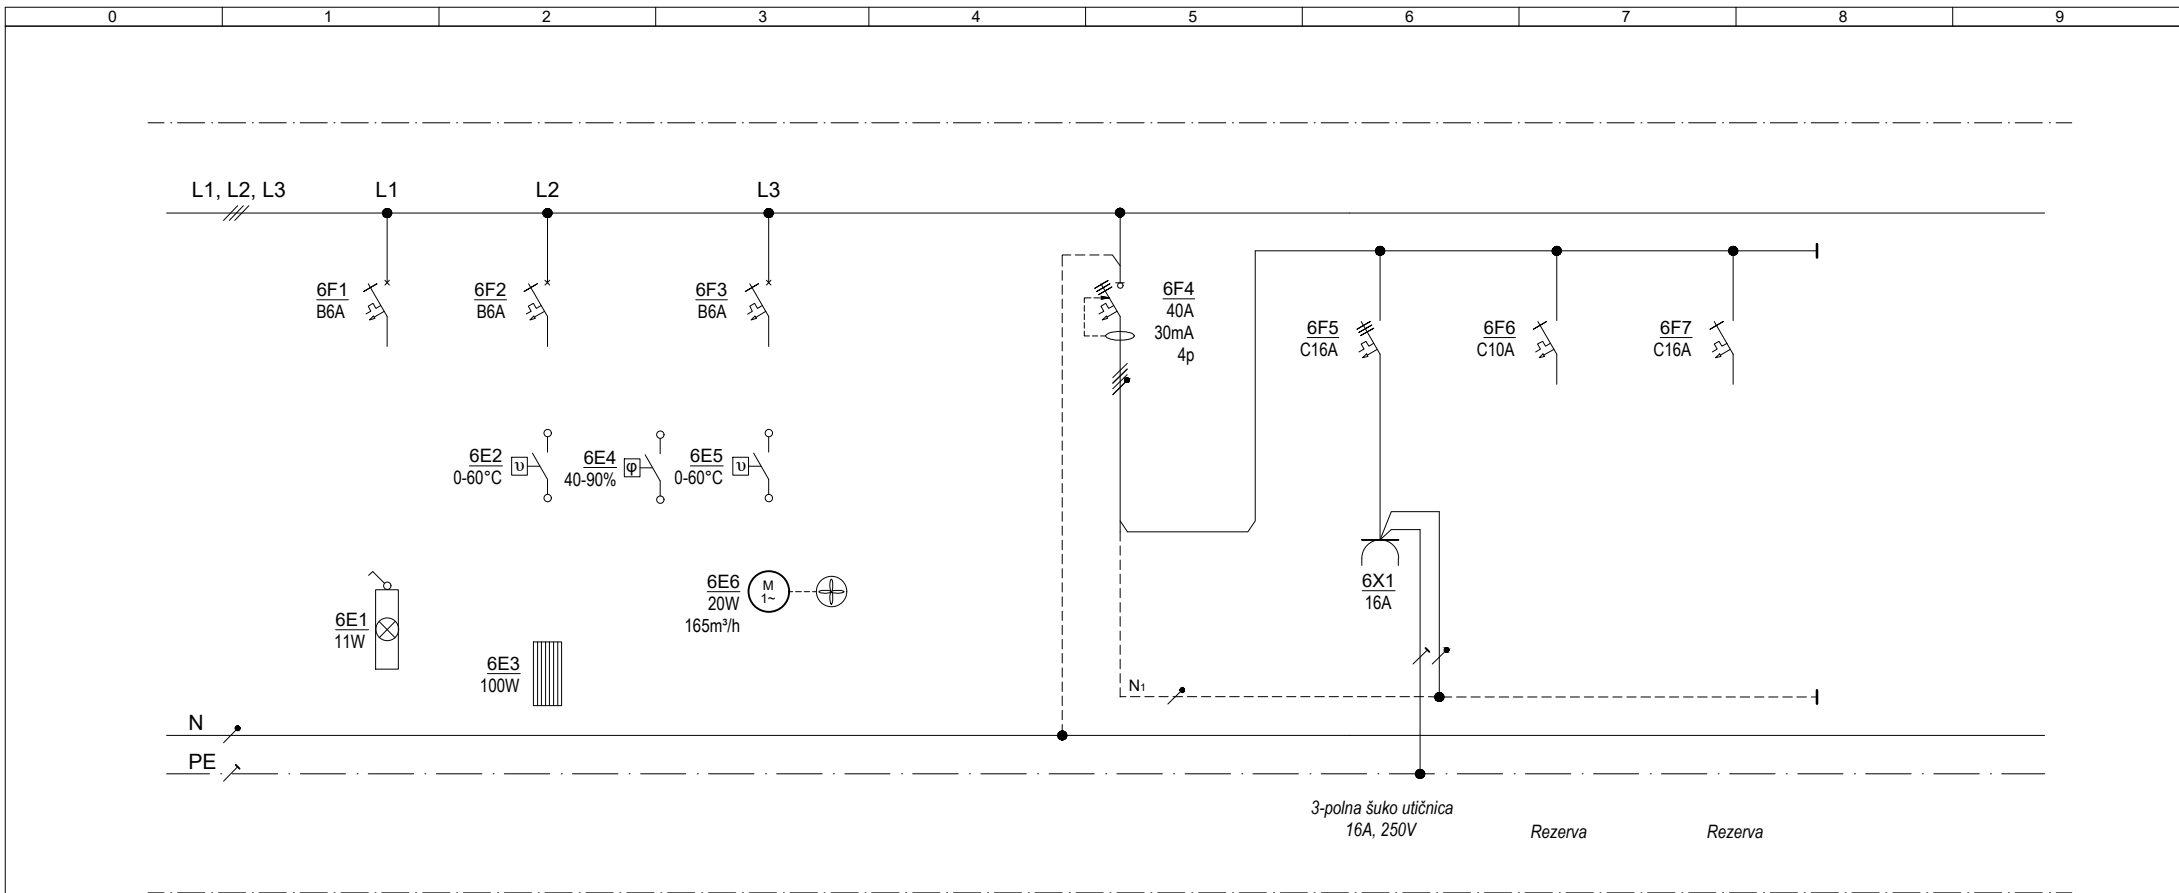 0 1 2 3 4 5 6 7 8 9
L1, L2, L3
L1
L2
L3
6F1
B6A
6F2
B6A
6F3
B6A
6F4
40A
30mA
4p
6F5
C16A
6F6
C10A
6F7
C16A
6E2
0-60°C
υ
6E4
40-90%
φ
6E5
0-60°C
υ
6E1
11W
6E3
100W
6E6
20W
165m³/h
M
1~
6X1
16A
N1
N
PE
3-polna šuko utičnica
16A, 250V
Rezerva
Rezerva